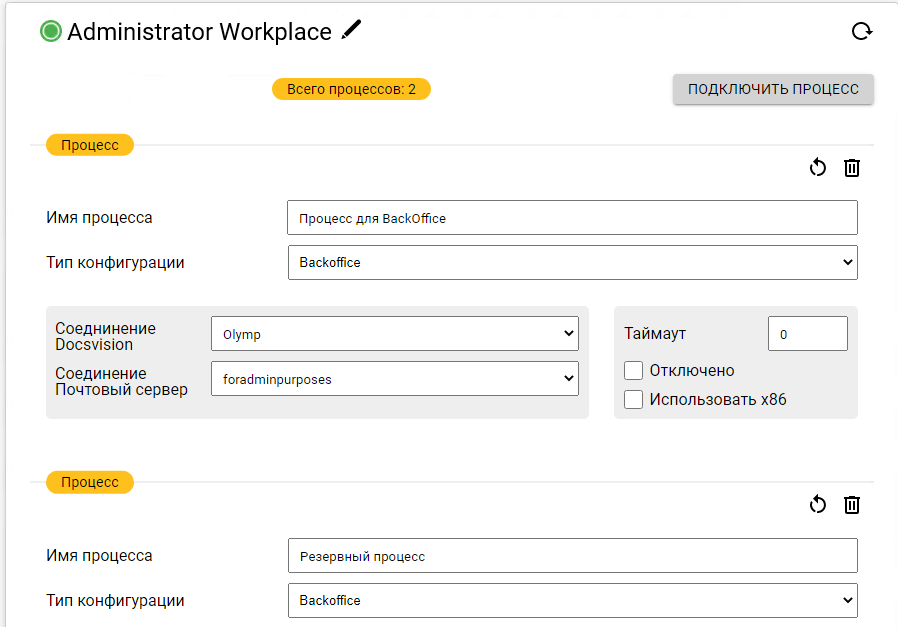 Administrator Workplace
Всего процессов: 2
ПОДКЛЮЧИТЬ ПРОЦЕСС
Процесс
Имя процесса
Процесс для BackOffice
Тип конфигурации
Backoffice
Соеднинение
Docsvision
Olymp
Соединение
Почтовый сервер
foradminpurposes
Таймаут
0
Отключено
Использовать x86
Процесс
Имя процесса
Резервный процесс
Тип конфигурации
Backoffice